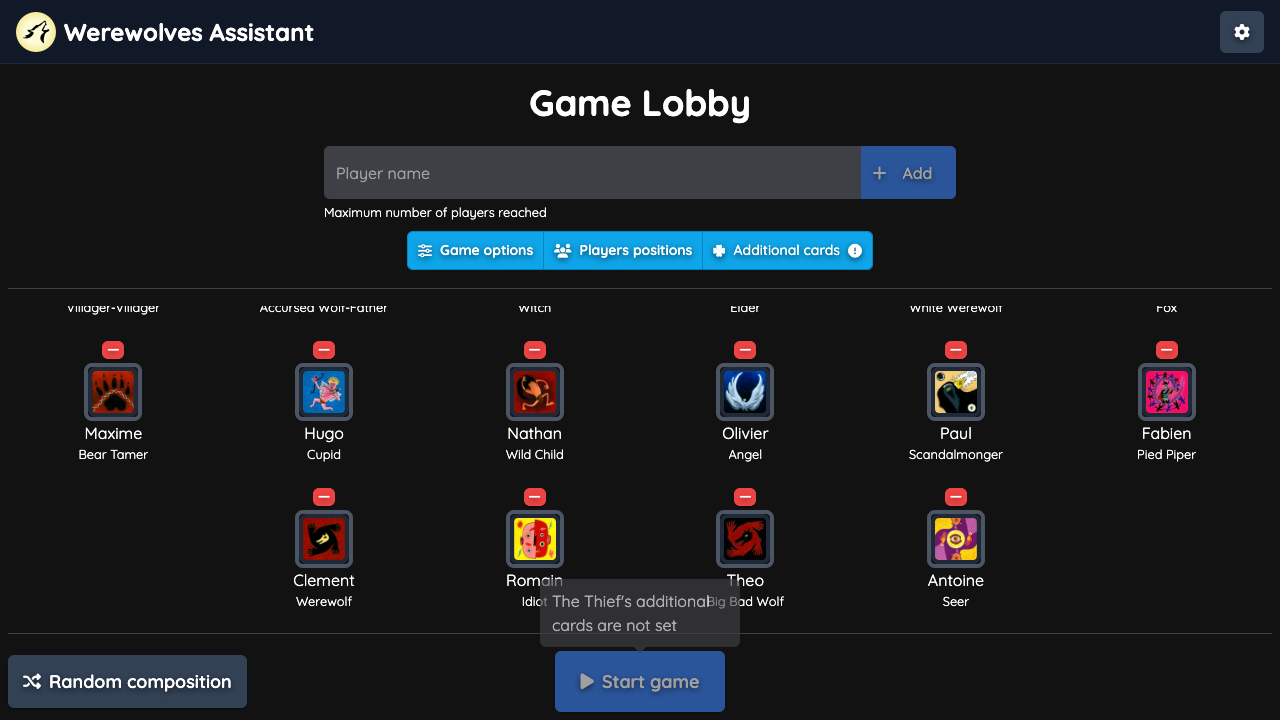 Werewolves Assistant
Game Lobby
Player name
Add
Maximum number of players reached
Game options
Players positions
Additional cards
Villager-Villager
Accursed Wolf-Father
Witch
Elder
White Werewolf
Fox
Maxime
Hugo
Nathan
Olivier
Paul
Fabien
Bear Tamer
Cupid
Wild Child
Angel
Scandalmonger
Pied Piper
Clement
Romain
Theo
Antoine
Werewolf
Idiot
Big Bad Wolf
Seer
The Thief's additional
cards are not set
Random composition
Start game